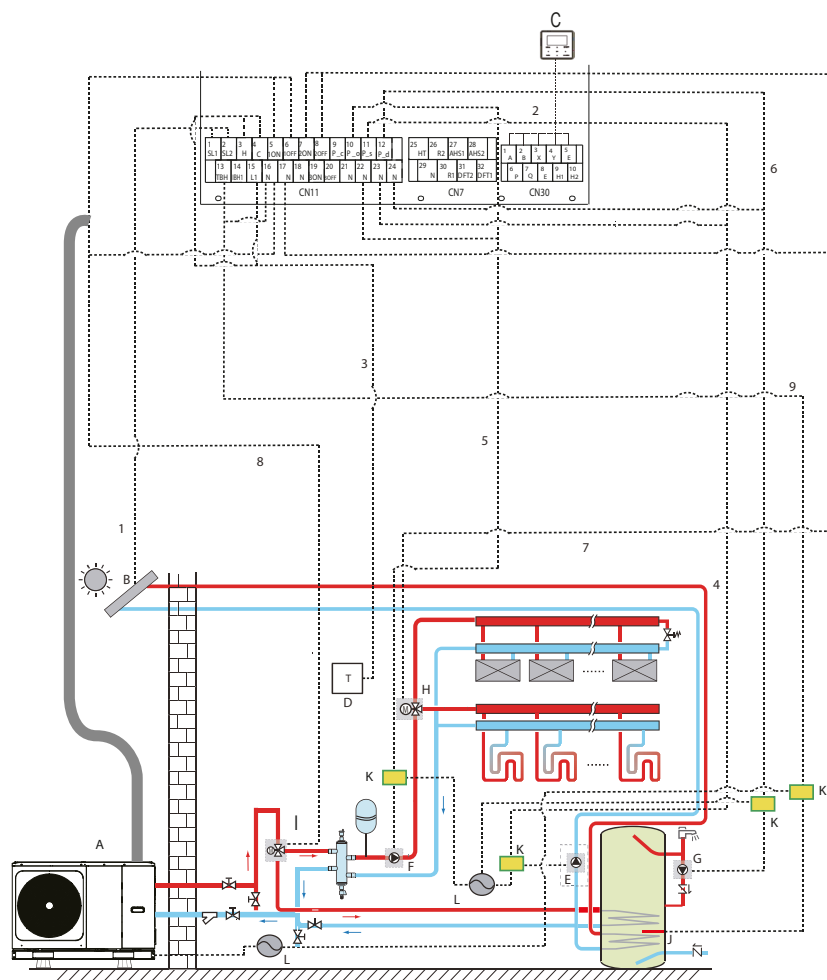 C
2
1 2 3 4 5 6 7 8 9 10 11 12
SL1 SL2 H C 1ON 1OFF 2ON 2OFF P_c P_o P_s P_d
13 14 15 16 17 18 19 20 21 22 23 24
TBH IBH1 L1 N N N 3ON 3OFF N N N N
CN11
25 26 27 28
HT R2 AHS1 AHS2
29 30 31 32
N R1 DFT2 DFT1
CN7
1 2 3 4 5
A B X Y E
6 7 8 9 10
P Q E H1 H2
CN30
6
3
9
5
8
1
7
4
B
T
D
H
M
K
K
K
I
A
M
F
K
G
E
L
J
L